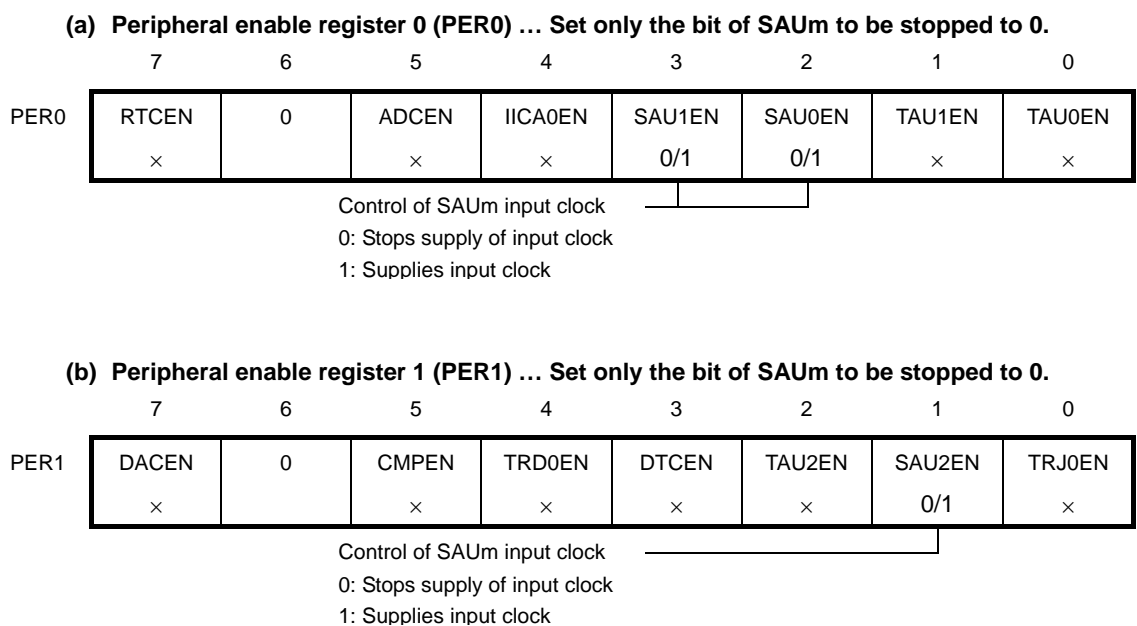 (a) Peripheral enable register 0 (PER0) … Set only the bit of SAUm to be stopped to 0.
7 6 5 4 3 2 1 0
PER0 RTCEN 0 ADCEN IICA0EN SAU1EN SAU0EN TAU1EN TAU0EN
× × × 0/1 0/1 × ×
Control of SAUm input clock
0: Stops supply of input clock
1: Supplies input clock
(b) Peripheral enable register 1 (PER1) … Set only the bit of SAUm to be stopped to 0.
7 6 5 4 3 2 1 0
PER1 DACEN 0 CMPEN TRD0EN DTCEN TAU2EN SAU2EN TRJ0EN
× × × × × 0/1 ×
Control of SAUm input clock
0: Stops supply of input clock
1: Supplies input clock